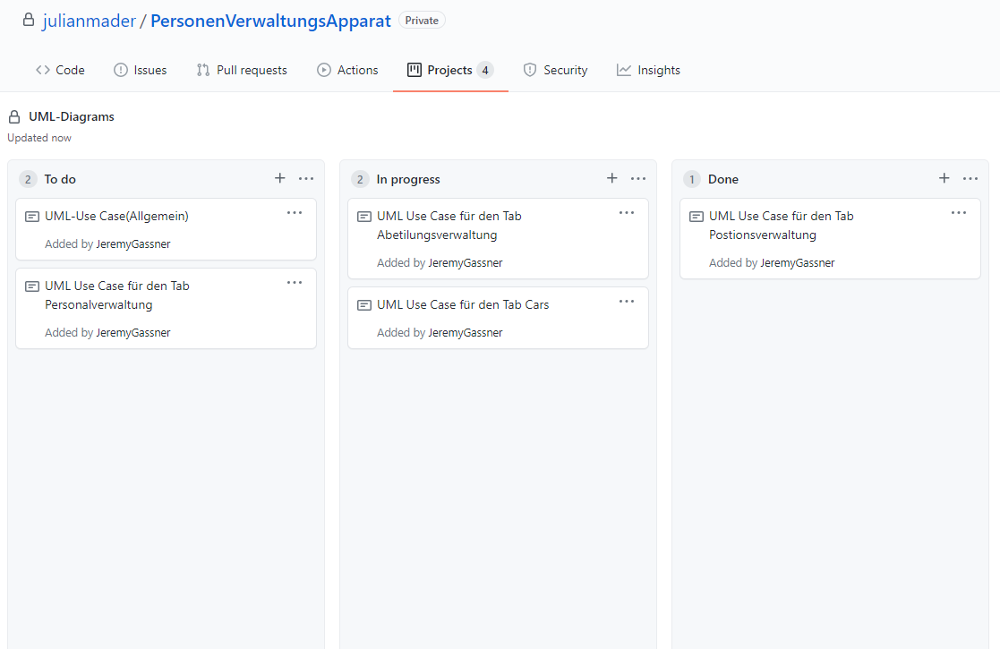 julianmader / PersonenVerwaltungsApparat Private
Code Issues Pull requests Actions Projects 4 Security Insights
UML-Diagrams
Updated now
2 To do
UML-Use Case(Allgemein)
Added by JeremyGassner
UML Use Case für den Tab
Personalverwaltung
Added by JeremyGassner
2 In progress
UML Use Case für den Tab
Abetilungsverwaltung
Added by JeremyGassner
UML Use Case für den Tab Cars
Added by JeremyGassner
1 Done
UML Use Case für den Tab
Postionsverwaltung
Added by JeremyGassner